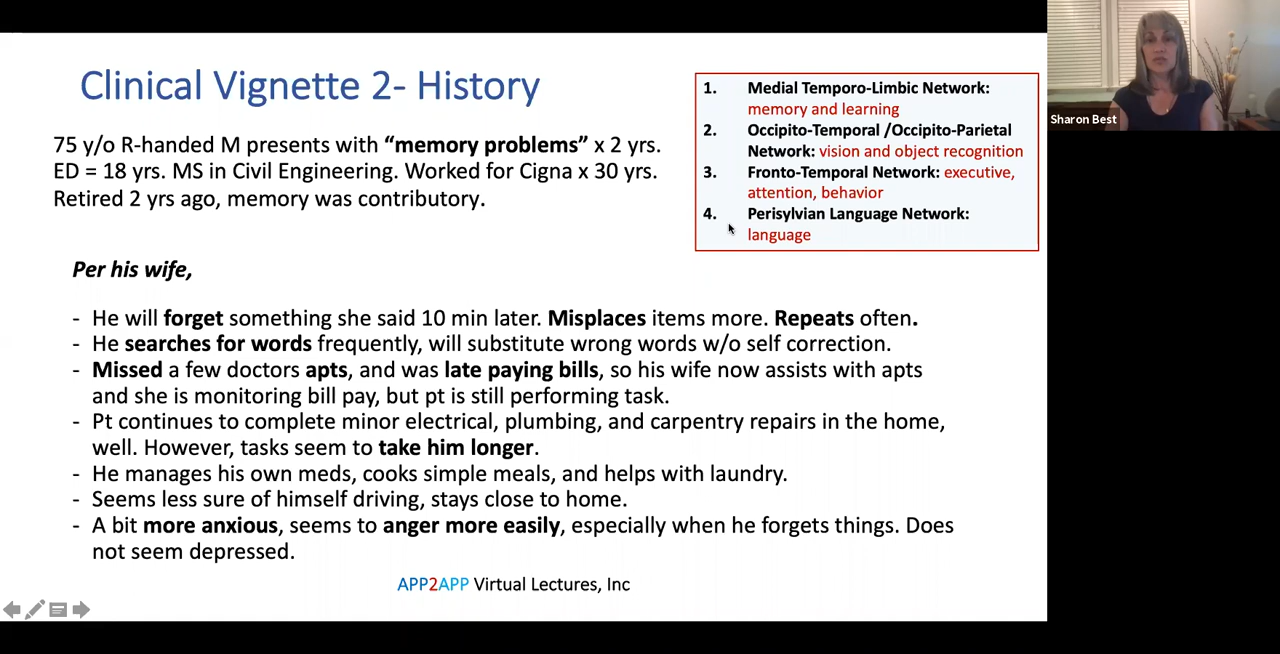 Clinical Vignette 2- History
75 y/o R-handed M presents with “memory problems” x 2 yrs.
ED = 18 yrs. MS in Civil Engineering. Worked for Cigna x 30 yrs.
Retired 2 yrs ago, memory was contributory.
1. Medial Temporo-Limbic Network:
memory and learning
2. Occipito-Temporal /Occipito-Parietal
Network: vision and object recognition
3. Fronto-Temporal Network: executive,
attention, behavior
4. Perisylvian Language Network:
language
Sharon Best
Per his wife,
- He will forget something she said 10 min later. Misplaces items more. Repeats often.
- He searches for words frequently, will substitute wrong words w/o self correction.
- Missed a few doctors apts, and was late paying bills, so his wife now assists with apts
and she is monitoring bill pay, but pt is still performing task.
- Pt continues to complete minor electrical, plumbing, and carpentry repairs in the home,
well. However, tasks seem to take him longer.
- He manages his own meds, cooks simple meals, and helps with laundry.
- Seems less sure of himself driving, stays close to home.
- A bit more anxious, seems to anger more easily, especially when he forgets things. Does
not seem depressed.
APP2APP Virtual Lectures, Inc